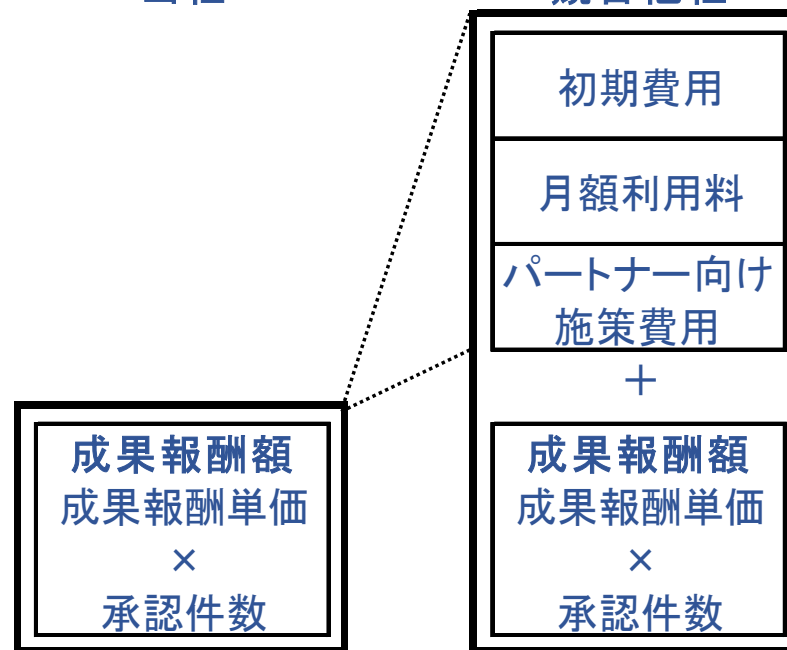 初期費用
月額利用料
パートナー向け
施策費用
＋
成果報酬額
成果報酬単価
×
承認件数
成果報酬額
成果報酬単価
×
承認件数